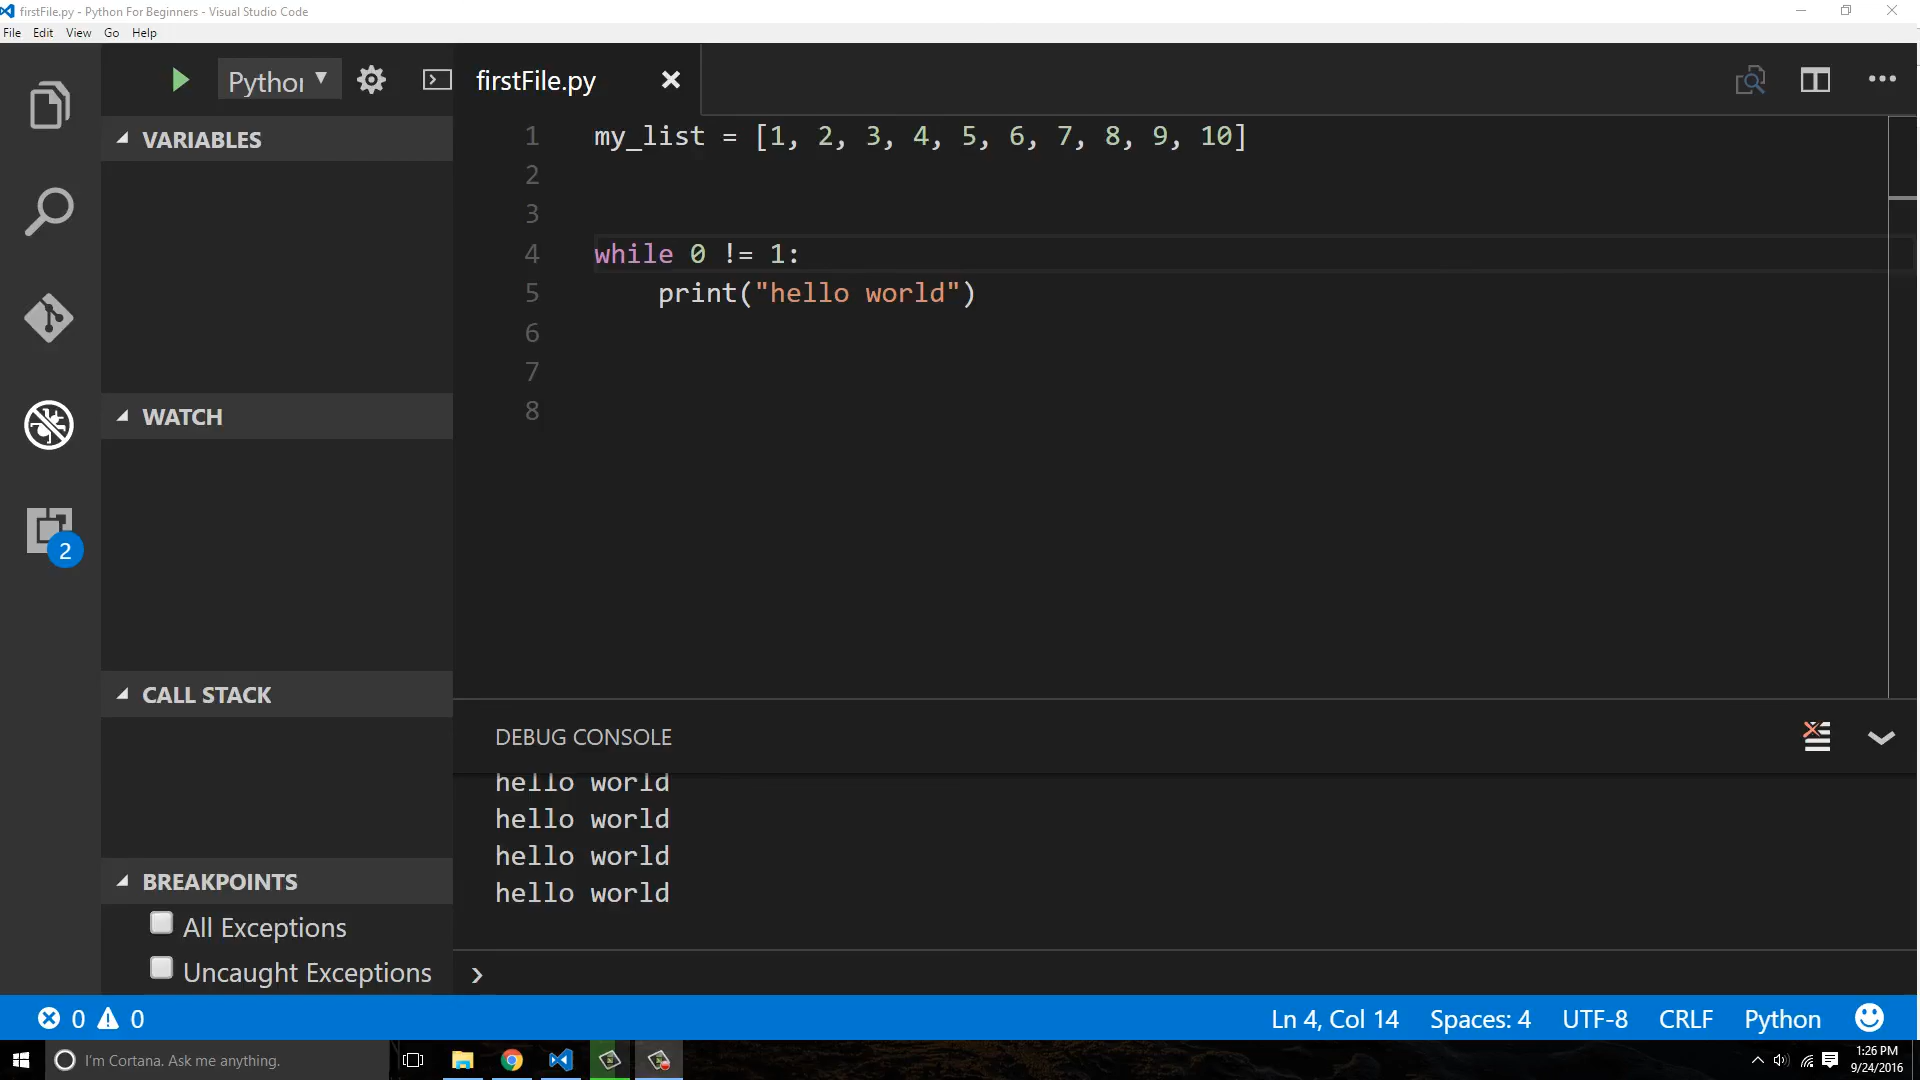 firstFile.py - Python For Beginners - Visual Studio Code
File Edit View Go Help
Pythor
firstFile.py
VARIABLES
WATCH
CALL STACK
BREAKPOINTS
All Exceptions
Uncaught Exceptions
1 my_list = [1, 2, 3, 4, 5, 6, 7, 8, 9, 10]
2
3
4 while 0 != 1:
5 print("hello world")
6
7
8
DEBUG CONSOLE
hello world
hello world
hello world
hello world
2
0 0
Ln 4, Col 14 Spaces: 4 UTF-8 CRLF Python
I'm Cortana. Ask me anything.
1:26 PM
9/24/2016